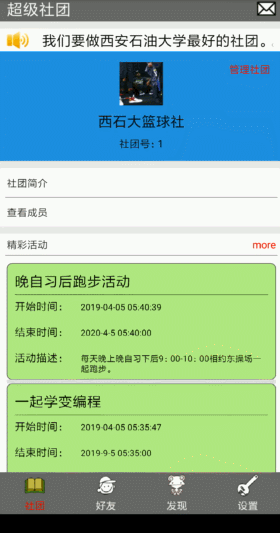 超级社团
我们要做西安石油大学最好的社团。
管理社团
西石大篮球社
社团号：1
社团简介
查看成员
精彩活动 more
晚自习后跑步活动
开始时间： 2019-04-05 05:40:39
结束时间： 2020-4-5 05:40:00
活动描述： 每天晚上晚自习下后9：00-10：00相约东操场一
起跑步。
一起学变编程
开始时间： 2019-04-05 05:35:47
结束时间： 2019-9-5 05:35:00
社团 好友 发现 设置